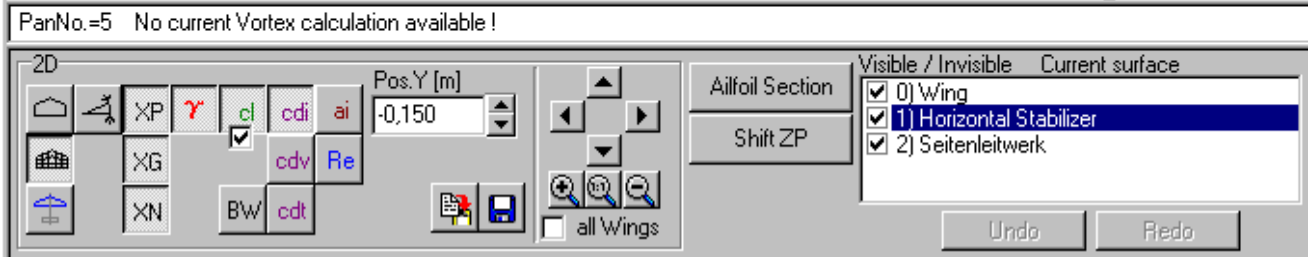 PanNo.=5 No current Vortex calculation available !
2D
Pos.Y [m]
XP γ cl cdi ai
-0,150
XG cdv Re
XN BW cdt
1:1
all Wings
Ailfoil Section
Shift ZP
Visible / Invisible Current surface
0) Wing
1) Horizontal Stabilizer
2) Seitenleitwerk
Undo Redo